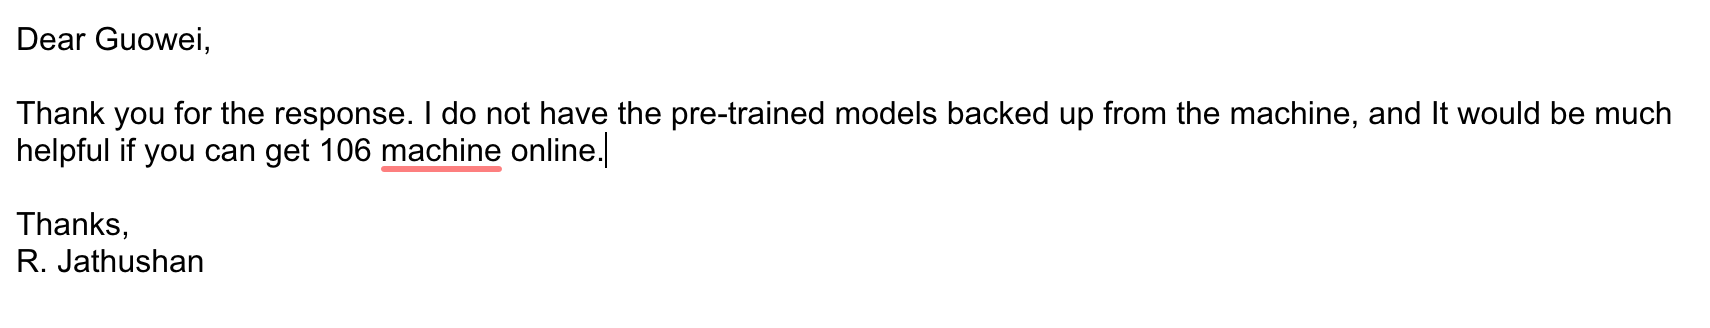 Dear Guowei,
Thank you for the response. I do not have the pre-trained models backed up from the machine, and It would be much
helpful if you can get 106 machine online.
Thanks,
R. Jathushan